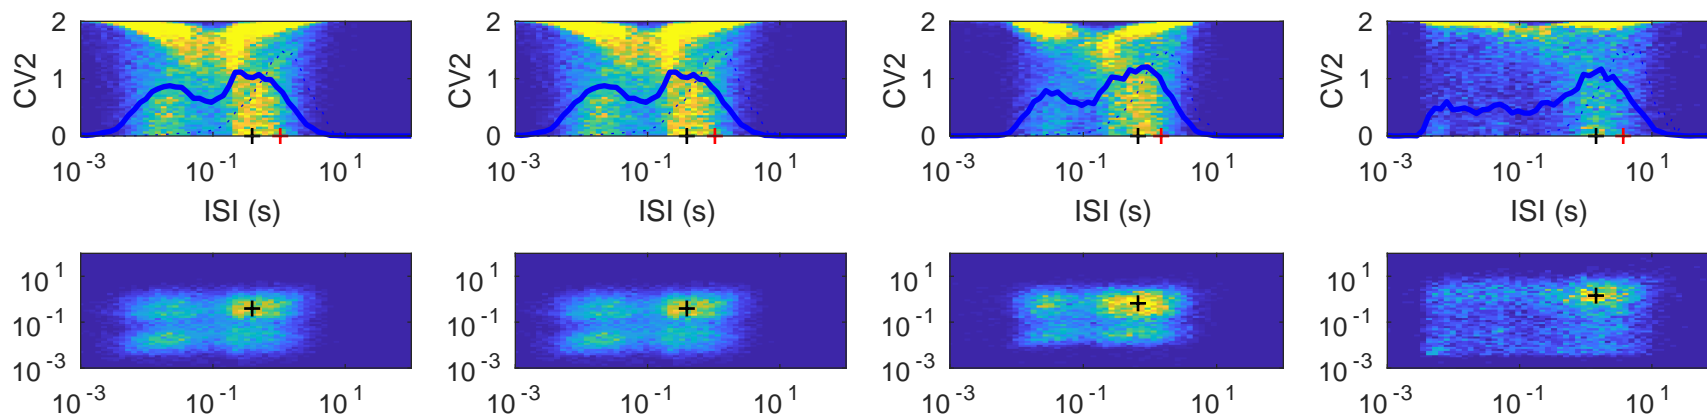 2 2 2 2
CV2 CV2 CV2 CV2
1 1 1 1
0 0 0 0
10^-3 10^-1 10^1 10^-3 10^-1 10^1 10^-3 10^-1 10^1 10^-3 10^-1 10^1
ISI (s) ISI (s) ISI (s) ISI (s)
10^1 10^1 10^1 10^1
10^-1 10^-1 10^-1 10^-1
10^-3 10^-3 10^-3 10^-3
10^-3 10^-1 10^1 10^-3 10^-1 10^1 10^-3 10^-1 10^1 10^-3 10^-1 10^1